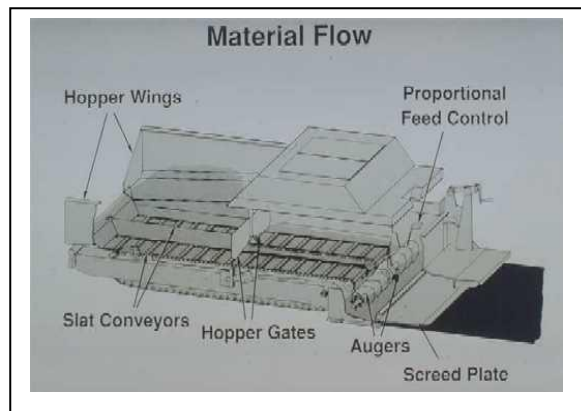 Material Flow
Hopper Wings
Proportional
Feed Control
Slat Conveyors
Hopper Gates
Augers
Screed Plate